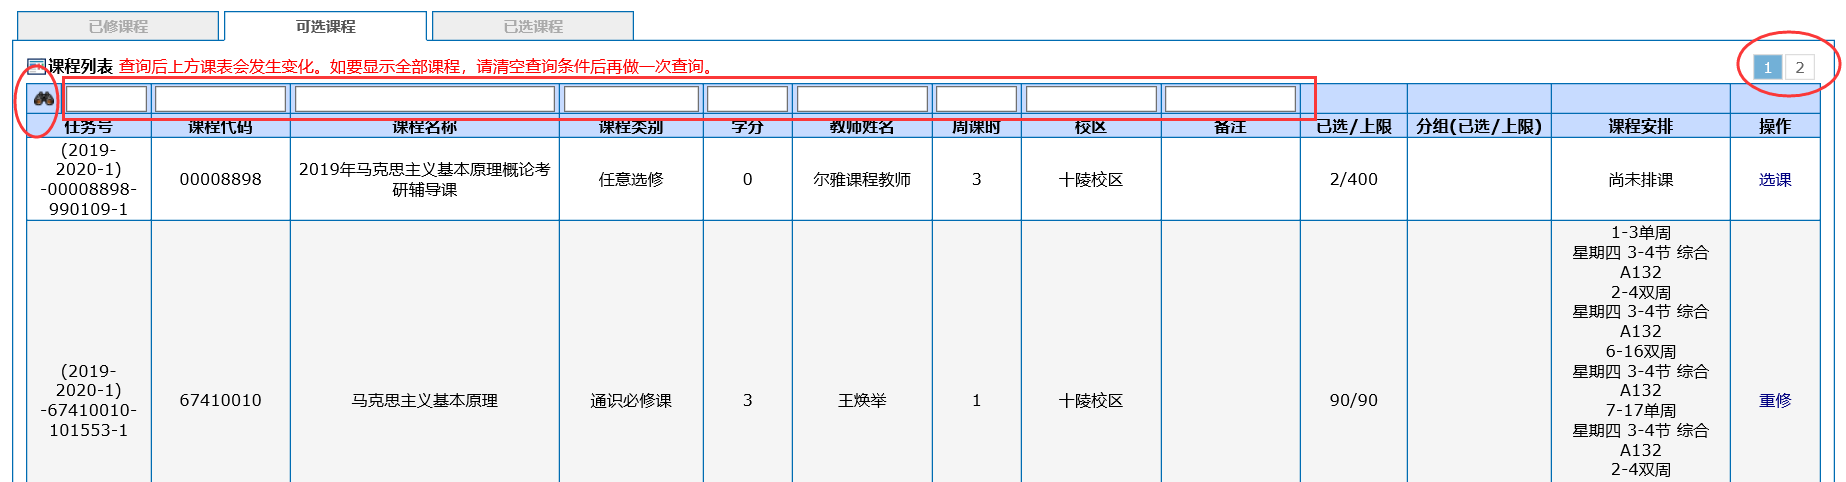 已修课程 可选课程 已选课程
课程列表 查询后上方课表会发生变化。如要显示全部课程，请清空查询条件后再做一次查询。 1 2
任务号 课程代码 课程名称 课程类别 学分 教师姓名 周课时 校区 备注 已选/上限 分组(已选/上限) 课程安排 操作
(2019-
2020-1)
-00008898-
990109-1
00008898
2019年马克思主义基本原理概论考
研辅导课
任意选修
0
尔雅课程教师
3
十陵校区
2/400
尚未排课
选课
(2019-
2020-1)
-67410010-
101553-1
67410010
马克思主义基本原理
通识必修课
3
王焕举
1
十陵校区
90/90
1-3单周
星期四 3-4节 综合
A132
2-4双周
星期四 3-4节 综合
A132
6-16双周
星期四 3-4节 综合
A132
7-17单周
星期四 3-4节 综合
A132
2-4双周
重修